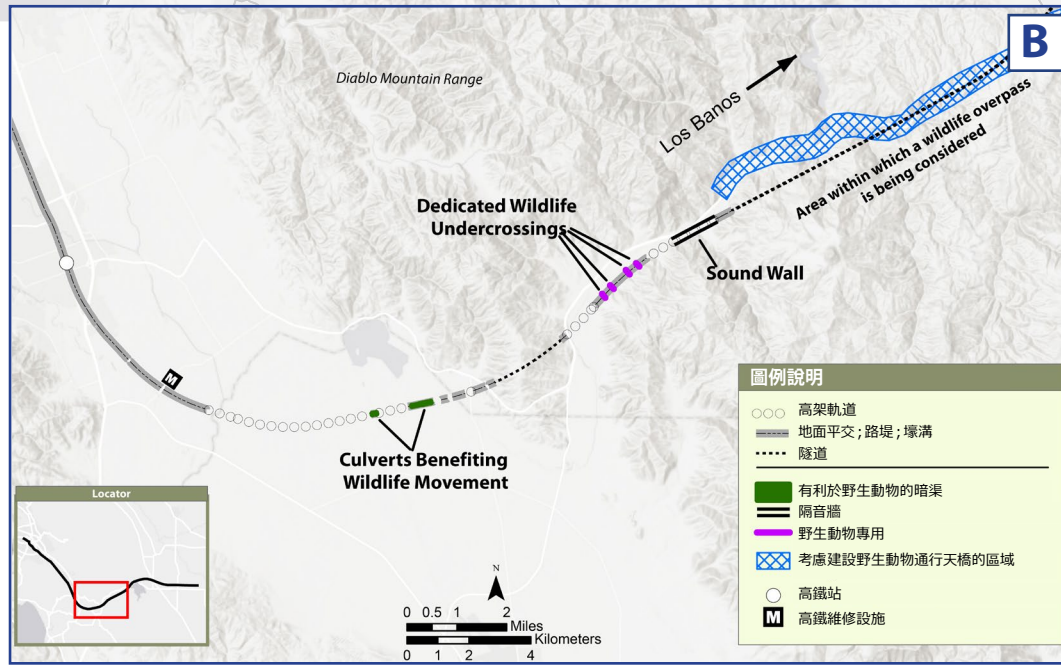 B
Diablo Mountain Range
Los Banos
Area within which a wildlife overpass
is being considered
Dedicated Wildlife
Undercrossings
Sound Wall
M
Culverts Benefiting
Wildlife Movement
圖例說明
高架軌道
地面平交；路堤；壕溝
隧道
有利於野生動物的暗渠
隔音牆
野生動物專用
考慮建設野生動物通行天橋的區域
高鐵站
M 高鐵維修設施
Locator
N
0 0.5 1 2
Miles
Kilometers
0 1 2 4